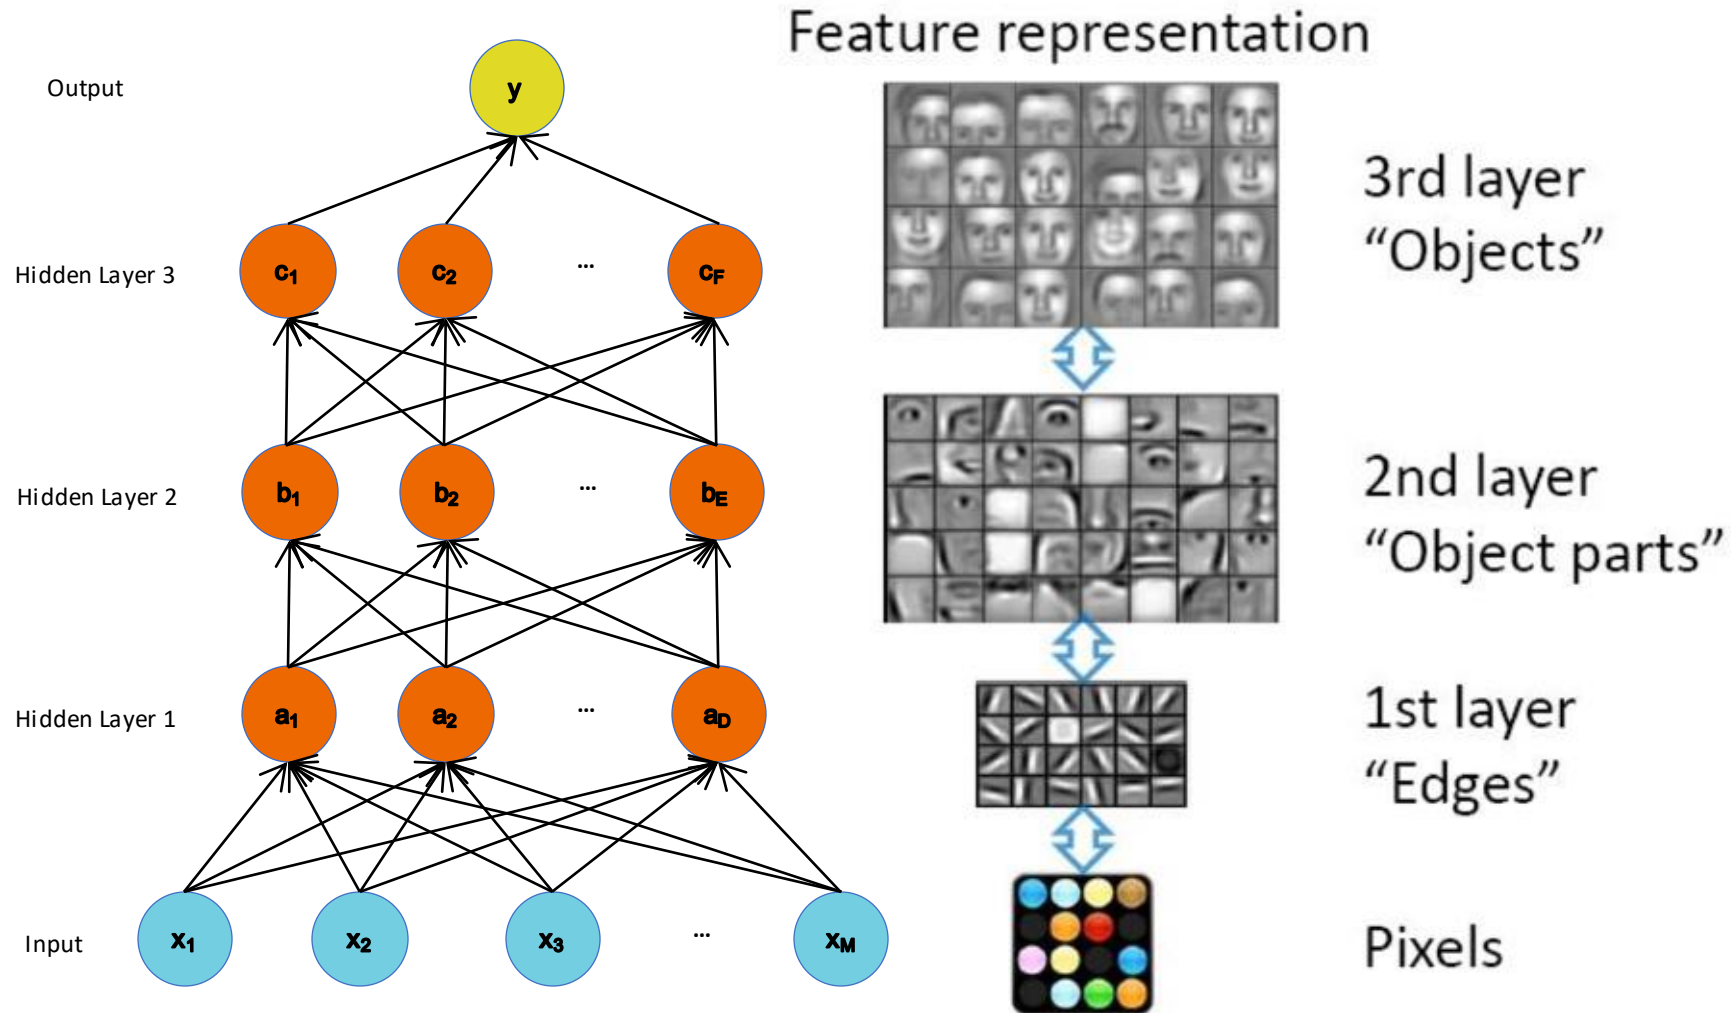 Feature representation
Output
y
3rd layer
“Objects”
Hidden Layer 3
c1
c2
...
cF
2nd layer
“Object parts”
Hidden Layer 2
b1
b2
...
bE
1st layer
“Edges”
Hidden Layer 1
a1
a2
...
aD
Input
x1
x2
x3
...
xM
Pixels